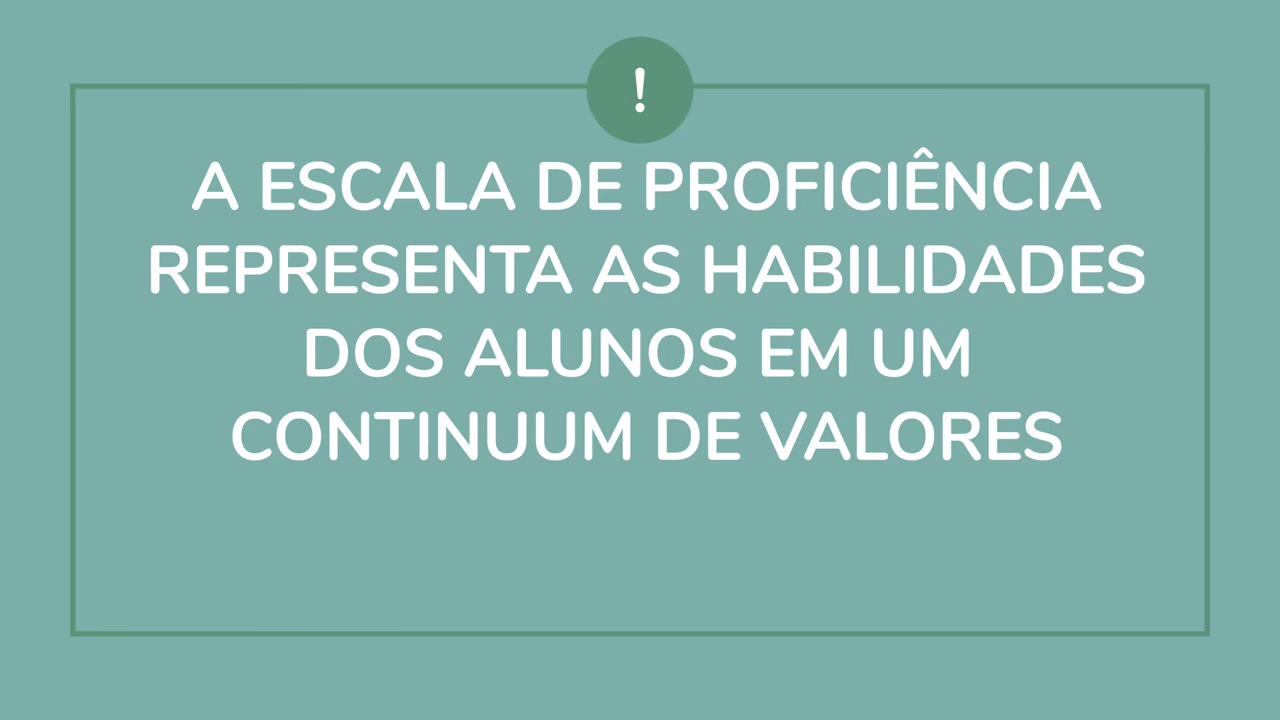 !
A ESCALA DE PROFICIÊNCIA
REPRESENTA AS HABILIDADES
DOS ALUNOS EM UM
CONTINUUM DE VALORES